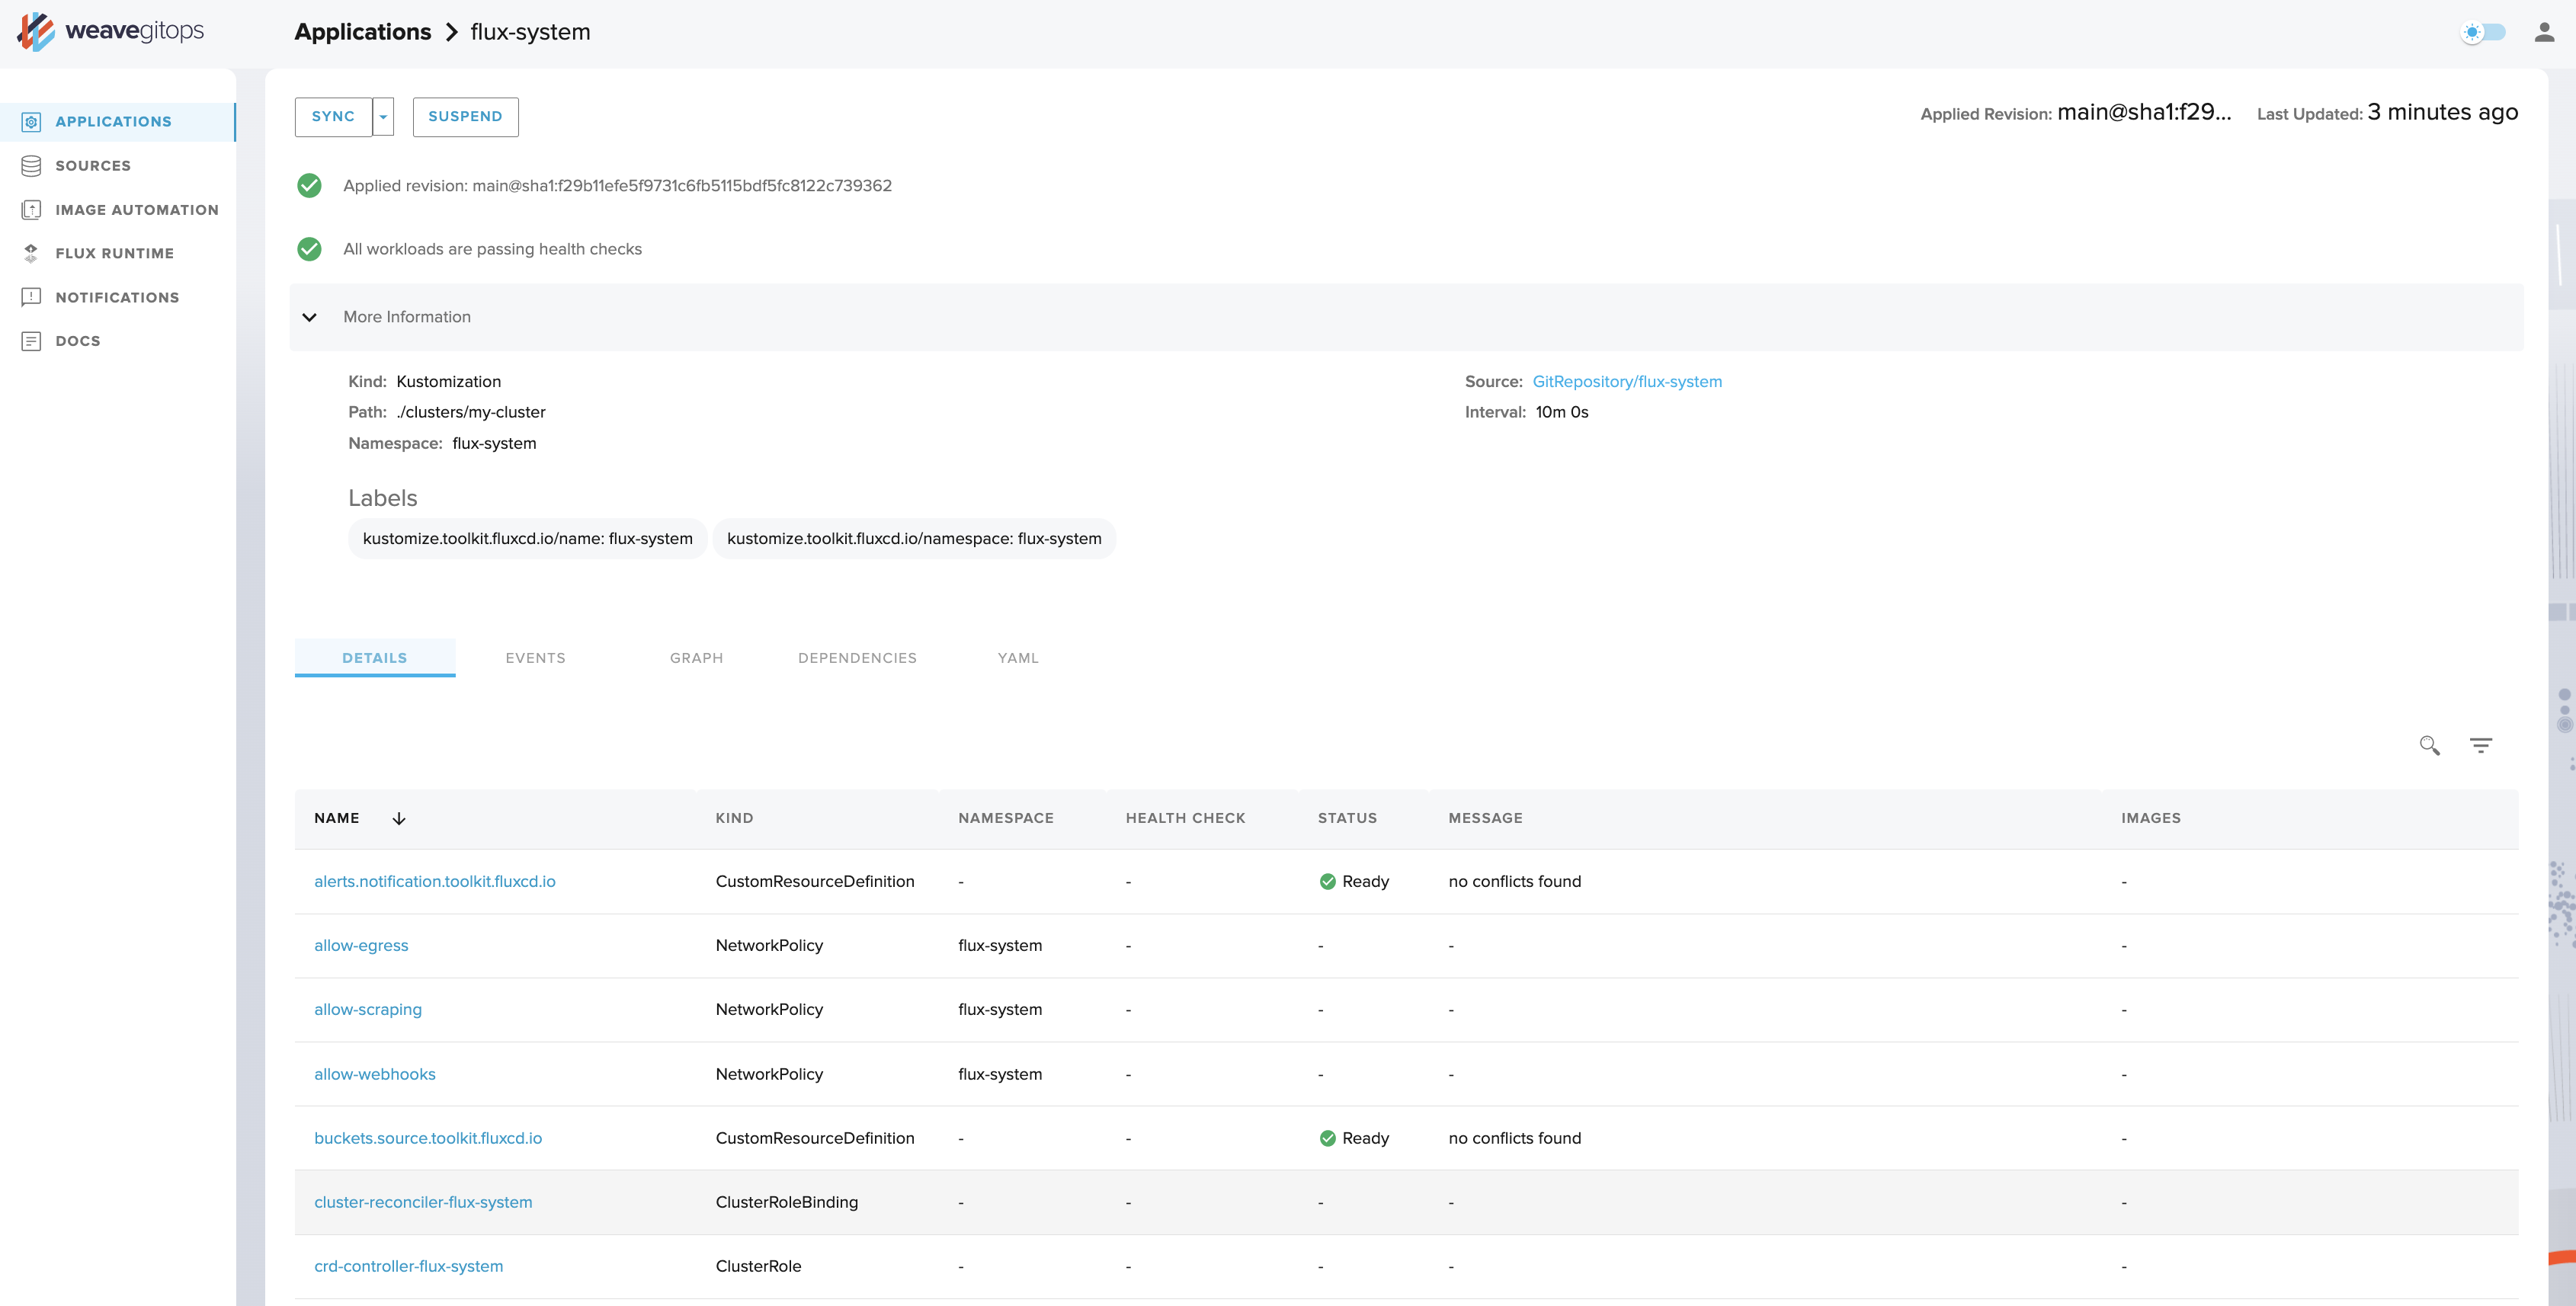 weavegitops
Applications > flux-system
APPLICATIONS
SOURCES
IMAGE AUTOMATION
FLUX RUNTIME
NOTIFICATIONS
DOCS
SYNC SUSPEND Applied Revision: main@sha1:f29... Last Updated: 3 minutes ago
Applied revision: main@sha1:f29b11efe5f9731c6fb5115bdf5fc8122c739362
All workloads are passing health checks
More Information
Kind: Kustomization Source: GitRepository/flux-system
Path: ./clusters/my-cluster Interval: 10m 0s
Namespace: flux-system
Labels
kustomize.toolkit.fluxcd.io/name: flux-system kustomize.toolkit.fluxcd.io/namespace: flux-system
DETAILS EVENTS GRAPH DEPENDENCIES YAML
NAME KIND NAMESPACE HEALTH CHECK STATUS MESSAGE IMAGES
alerts.notification.toolkit.fluxcd.io CustomResourceDefinition - - Ready no conflicts found -
allow-egress NetworkPolicy flux-system - - - -
allow-scraping NetworkPolicy flux-system - - - -
allow-webhooks NetworkPolicy flux-system - - - -
buckets.source.toolkit.fluxcd.io CustomResourceDefinition - - Ready no conflicts found -
cluster-reconciler-flux-system ClusterRoleBinding - - - - -
crd-controller-flux-system ClusterRole - - - - -